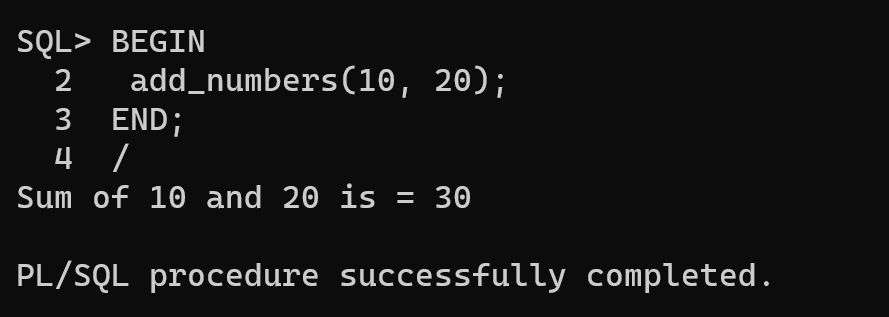 SQL> BEGIN
  2   add_numbers(10, 20);
  3  END;
  4  /
Sum of 10 and 20 is = 30
PL/SQL procedure successfully completed.